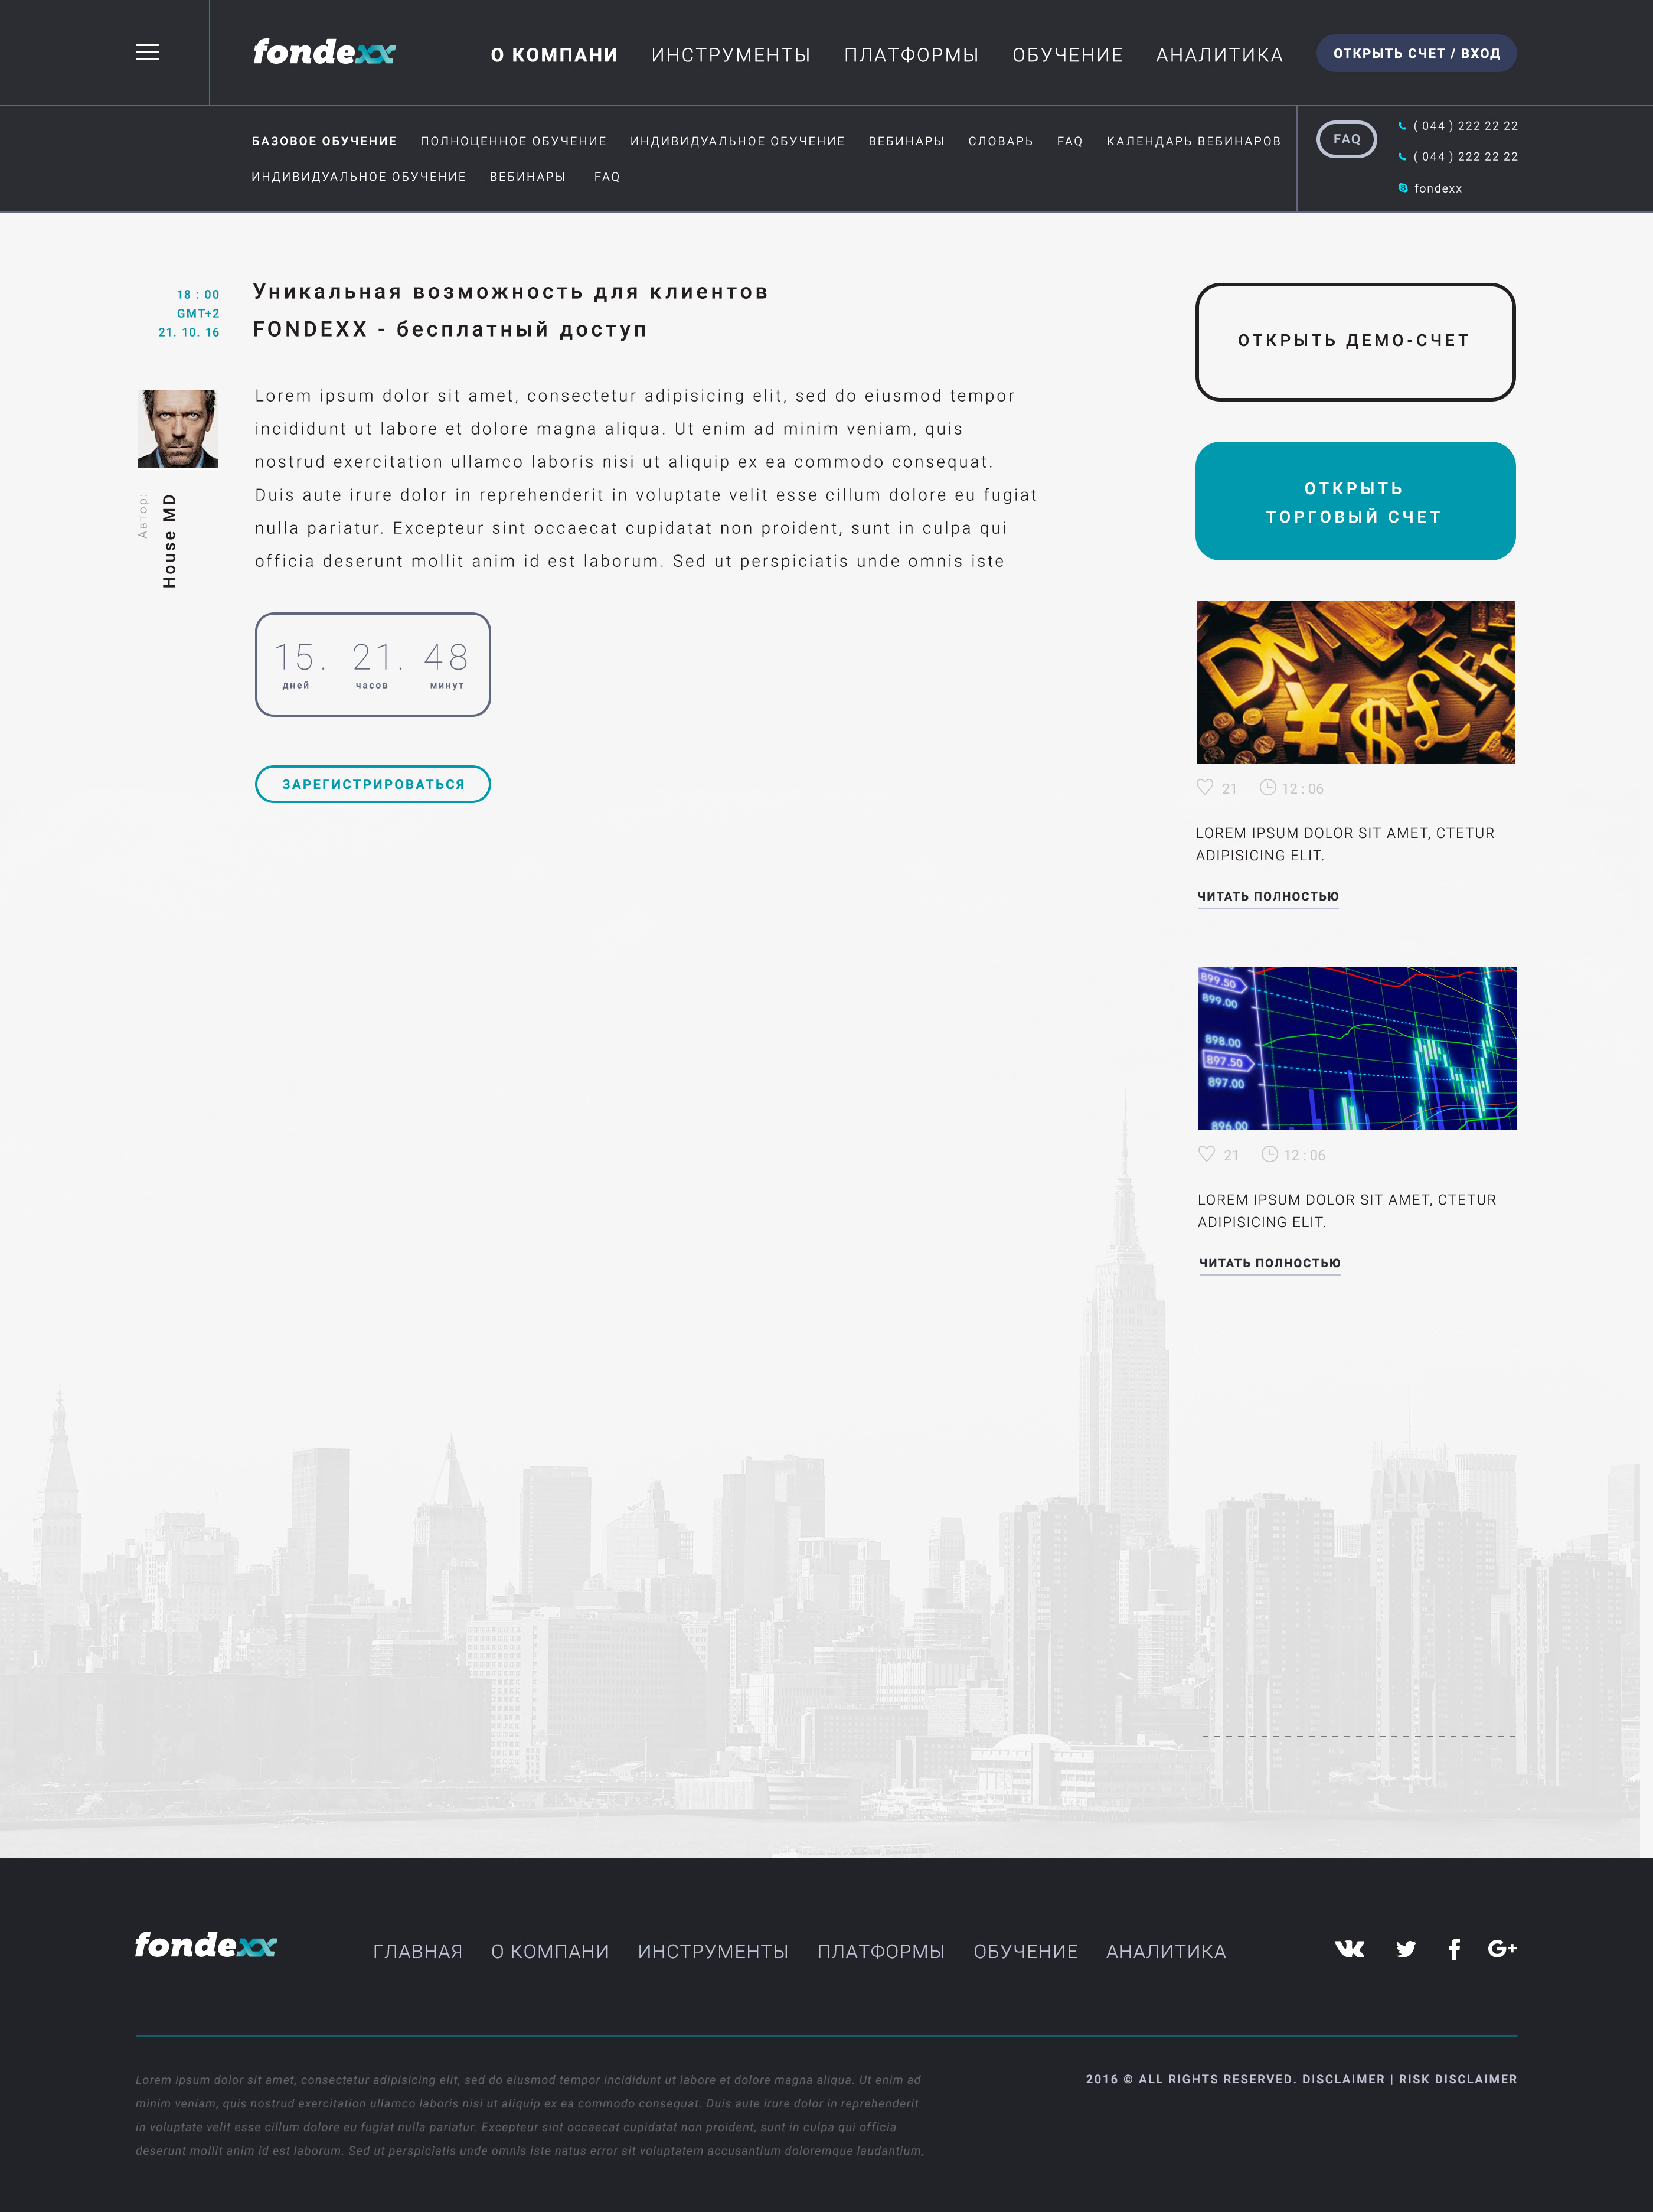 fondexx
О КОМПАНИ ИНСТРУМЕНТЫ ПЛАТФОРМЫ ОБУЧЕНИЕ АНАЛИТИКА
ОТКРЫТЬ СЧЕТ / ВХОД
БАЗОВОЕ ОБУЧЕНИЕ ПОЛНОЦЕННОЕ ОБУЧЕНИЕ ИНДИВИДУАЛЬНОЕ ОБУЧЕНИЕ ВЕБИНАРЫ СЛОВАРЬ FAQ КАЛЕНДАРЬ ВЕБИНАРОВ
ИНДИВИДУАЛЬНОЕ ОБУЧЕНИЕ ВЕБИНАРЫ FAQ
FAQ
( 044 ) 222 22 22
( 044 ) 222 22 22
fondexx
18 : 00
GMT+2
21. 10. 16
Уникальная возможность для клиентов
FONDEXX - бесплатный доступ
Автор:
House MD
Lorem ipsum dolor sit amet, consectetur adipisicing elit, sed do eiusmod tempor
incididunt ut labore et dolore magna aliqua. Ut enim ad minim veniam, quis
nostrud exercitation ullamco laboris nisi ut aliquip ex ea commodo consequat.
Duis aute irure dolor in reprehenderit in voluptate velit esse cillum dolore eu fugiat
nulla pariatur. Excepteur sint occaecat cupidatat non proident, sunt in culpa qui
officia deserunt mollit anim id est laborum. Sed ut perspiciatis unde omnis iste
15. 21. 48
дней часов минут
ЗАРЕГИСТРИРОВАТЬСЯ
ОТКРЫТЬ ДЕМО-СЧЕТ
ОТКРЫТЬ
ТОРГОВЫЙ СЧЕТ
DM
¥ $ £ Fr
21 12 : 06
LOREM IPSUM DOLOR SIT AMET, CTETUR
ADIPISICING ELIT.
ЧИТАТЬ ПОЛНОСТЬЮ
899.50
899.00
898.00
897.50
897.00
896.00
21 12 : 06
LOREM IPSUM DOLOR SIT AMET, CTETUR
ADIPISICING ELIT.
ЧИТАТЬ ПОЛНОСТЬЮ
fondexx
ГЛАВНАЯ О КОМПАНИ ИНСТРУМЕНТЫ ПЛАТФОРМЫ ОБУЧЕНИЕ АНАЛИТИКА
G+
Lorem ipsum dolor sit amet, consectetur adipisicing elit, sed do eiusmod tempor incididunt ut labore et dolore magna aliqua. Ut enim ad
minim veniam, quis nostrud exercitation ullamco laboris nisi ut aliquip ex ea commodo consequat. Duis aute irure dolor in reprehenderit
in voluptate velit esse cillum dolore eu fugiat nulla pariatur. Excepteur sint occaecat cupidatat non proident, sunt in culpa qui officia
deserunt mollit anim id est laborum. Sed ut perspiciatis unde omnis iste natus error sit voluptatem accusantium doloremque laudantium,
2016 © ALL RIGHTS RESERVED. DISCLAIMER | RISK DISCLAIMER